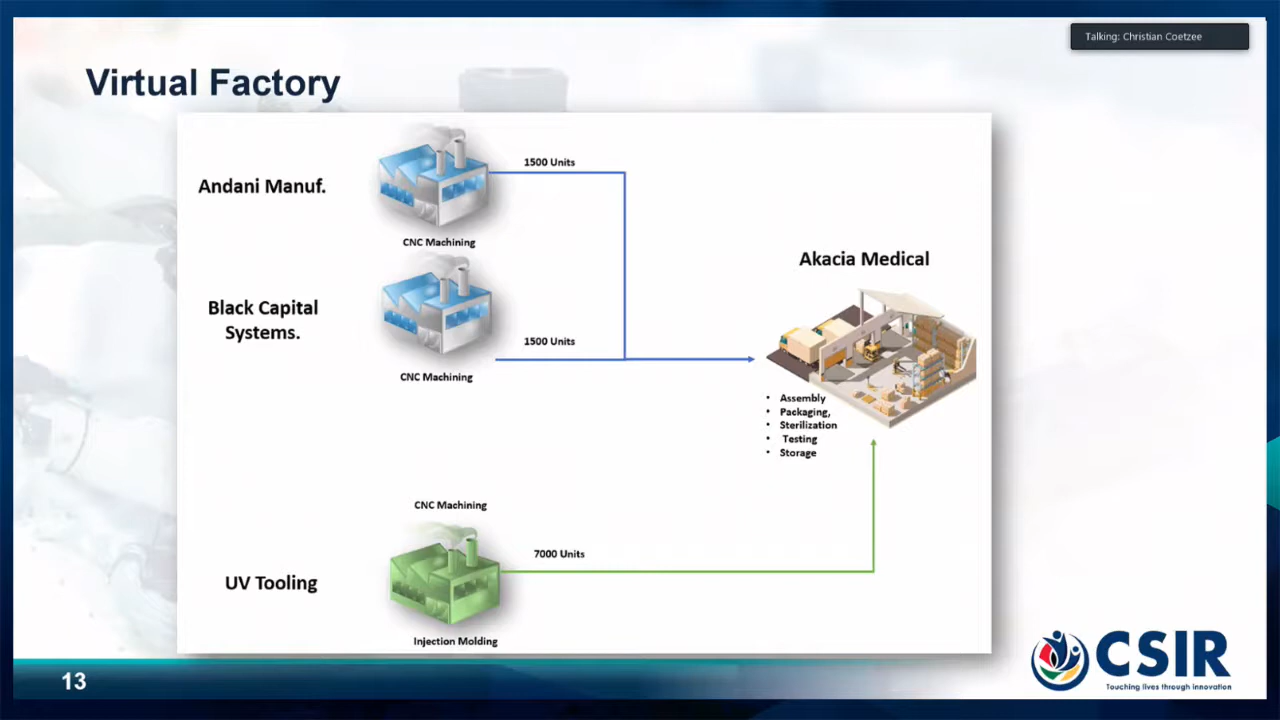 Talking: Christian Coetzee
Virtual Factory
Andani Manuf.
1500 Units
CNC Machining
Akacia Medical
Black Capital
Systems.
1500 Units
CNC Machining
• Assembly
• Packaging,
• Sterilization
• Testing
• Storage
CNC Machining
7000 Units
UV Tooling
Injection Molding
13
CSIR
Touching lives through innovation